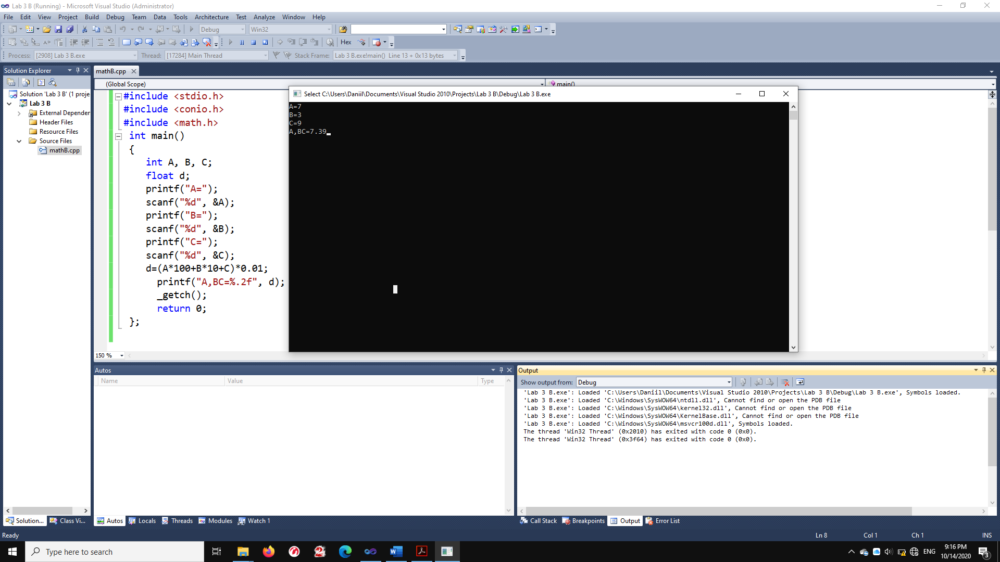 Lab 3 B (Running) - Microsoft Visual Studio (Administrator)
File Edit View Project Build Debug Team Data Tools Architecture Test Analyze Window Help
Debug Win32
Hex
Process: [2908] Lab 3 B.exe Thread: [17284] Main Thread Stack Frame: Lab 3 B.exe!main() Line 13 + 0x13 bytes
Solution Explorer
mathB.cpp
(Global Scope) main()
Solution 'Lab 3 B' (1 proje
Lab 3 B
External Dependen
Header Files
Resource Files
Source Files
mathB.cpp
#include <stdio.h>
#include <conio.h>
#include <math.h>
int main()
{
int A, B, C;
float d;
printf("A=");
scanf("%d", &A);
printf("B=");
scanf("%d", &B);
printf("C=");
scanf("%d", &C);
d=(A*100+B*10+C)*0.01;
printf("A,BC=%.2f", d);
_getch();
return 0;
};
150 %
Select C:\Users\Daniil\Documents\Visual Studio 2010\Projects\Lab 3 B\Debug\Lab 3 B.exe
A=7
B=3
C=9
A,BC=7.39
Autos
Name Value Type
Output
Show output from: Debug
'Lab 3 B.exe': Loaded 'C:\Users\Daniil\Documents\Visual Studio 2010\Projects\Lab 3 B\Debug\Lab 3 B.exe', Symbols loaded.
'Lab 3 B.exe': Loaded 'C:\Windows\SysWOW64\ntdll.dll', Cannot find or open the PDB file
'Lab 3 B.exe': Loaded 'C:\Windows\SysWOW64\kernel32.dll', Cannot find or open the PDB file
'Lab 3 B.exe': Loaded 'C:\Windows\SysWOW64\KernelBase.dll', Cannot find or open the PDB file
'Lab 3 B.exe': Loaded 'C:\Windows\SysWOW64\msvcr100d.dll', Symbols loaded.
The thread 'Win32 Thread' (0x2010) has exited with code 0 (0x0).
The thread 'Win32 Thread' (0x3f64) has exited with code 0 (0x0).
Solution... Class Vi...
Autos Locals Threads Modules Watch 1
Call Stack Breakpoints Output Error List
Ready Ln 8 Col 1 Ch 1 INS
Type here to search
ENG
9:16 PM
10/14/2020
3